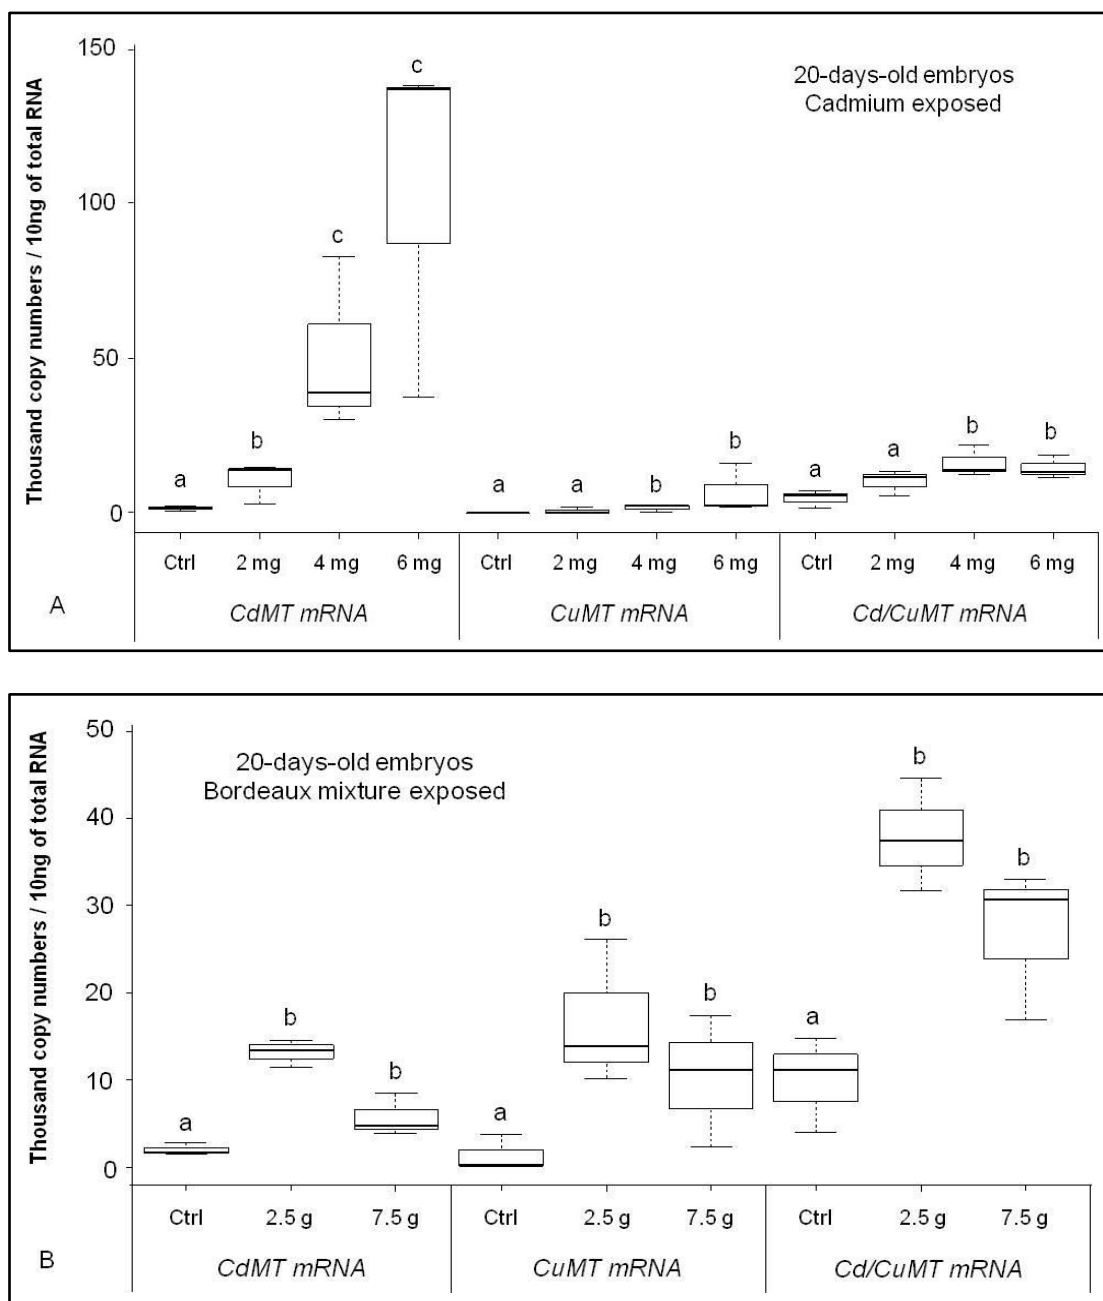 150
100
50
0
Thousand copy numbers / 10ng of total RNA
20-days-old embryos
Cadmium exposed
a
b
c
c
a
a
b
b
a
a
b
b
Ctrl 2 mg 4 mg 6 mg Ctrl 2 mg 4 mg 6 mg Ctrl 2 mg 4 mg 6 mg
A CdMT mRNA CuMT mRNA Cd/CuMT mRNA
50
40
30
20
10
0
Thousand copy numbers / 10ng of total RNA
20-days-old embryos
Bordeaux mixture exposed
a
b
b
a
b
b
a
b
b
Ctrl 2.5 g 7.5 g Ctrl 2.5 g 7.5 g Ctrl 2.5 g 7.5 g
B CdMT mRNA CuMT mRNA Cd/CuMT mRNA